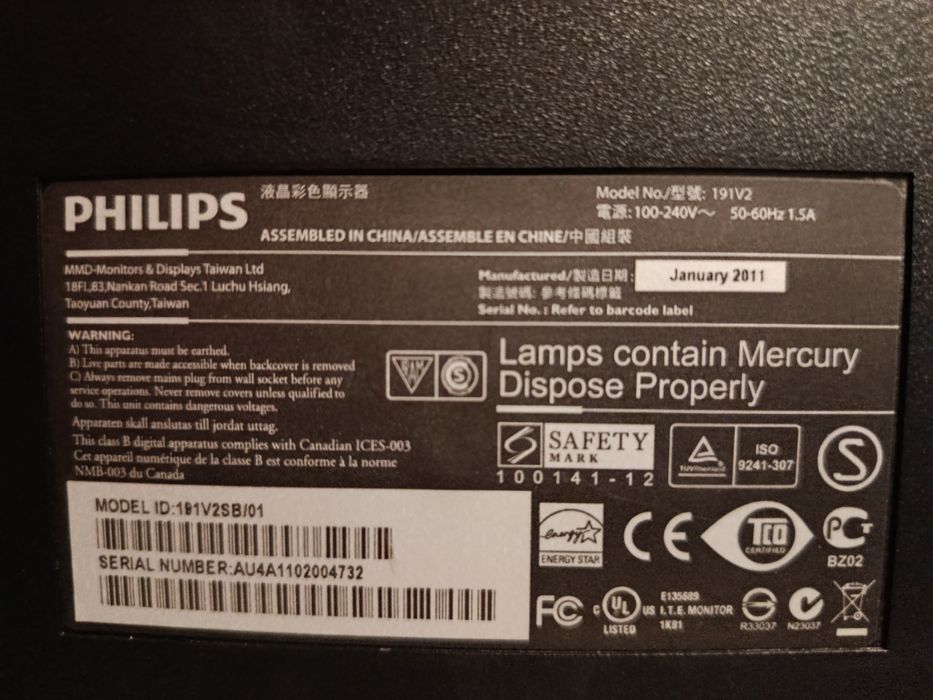 PHILIPS
液晶彩色顯示器
Model No./型號: 191V2
電源:100-240V～ 50-60Hz 1.5A
ASSEMBLED IN CHINA/ASSEMBLE EN CHINE/中國組裝
MMD-Monitors & Displays Taiwan Ltd
18Fl.,83,Nankan Road Sec.1 Luchu Hsiang,
Taoyuan County,Taiwan
Manufactured/製造日期: January 2011
製造號碼: 參考條碼標籤
Serial No. : Refer to barcode label
WARNING:
A) This apparatus must be earthed.
B) Live parts are made accessible when backcover is removed
C) Always remove mains plug from wall socket before any
service operations. Never remove covers unless qualified to
do so. This unit contains dangerous voltages.
Apparaten skall anslutas till jordat uttag.
This class B digital apparatus complies with Canadian ICES-003
Cet appareil numérique de la classe B est conforme à la norme
NMB-003 du Canada
Lamps contain Mercury
Dispose Properly
S
SAFETY
MARK
100141-12
TÜVRheinland
ISO
9241-307
S
MODEL ID:191V2SB/01
SERIAL NUMBER:AU4A1102004732
energy
ENERGY STAR
CE
TCO
CERTIFIED
PCT
BZ02
FC
C UL US
LISTED
E135689
I.T.E. MONITOR
1K81
R33037
N23037